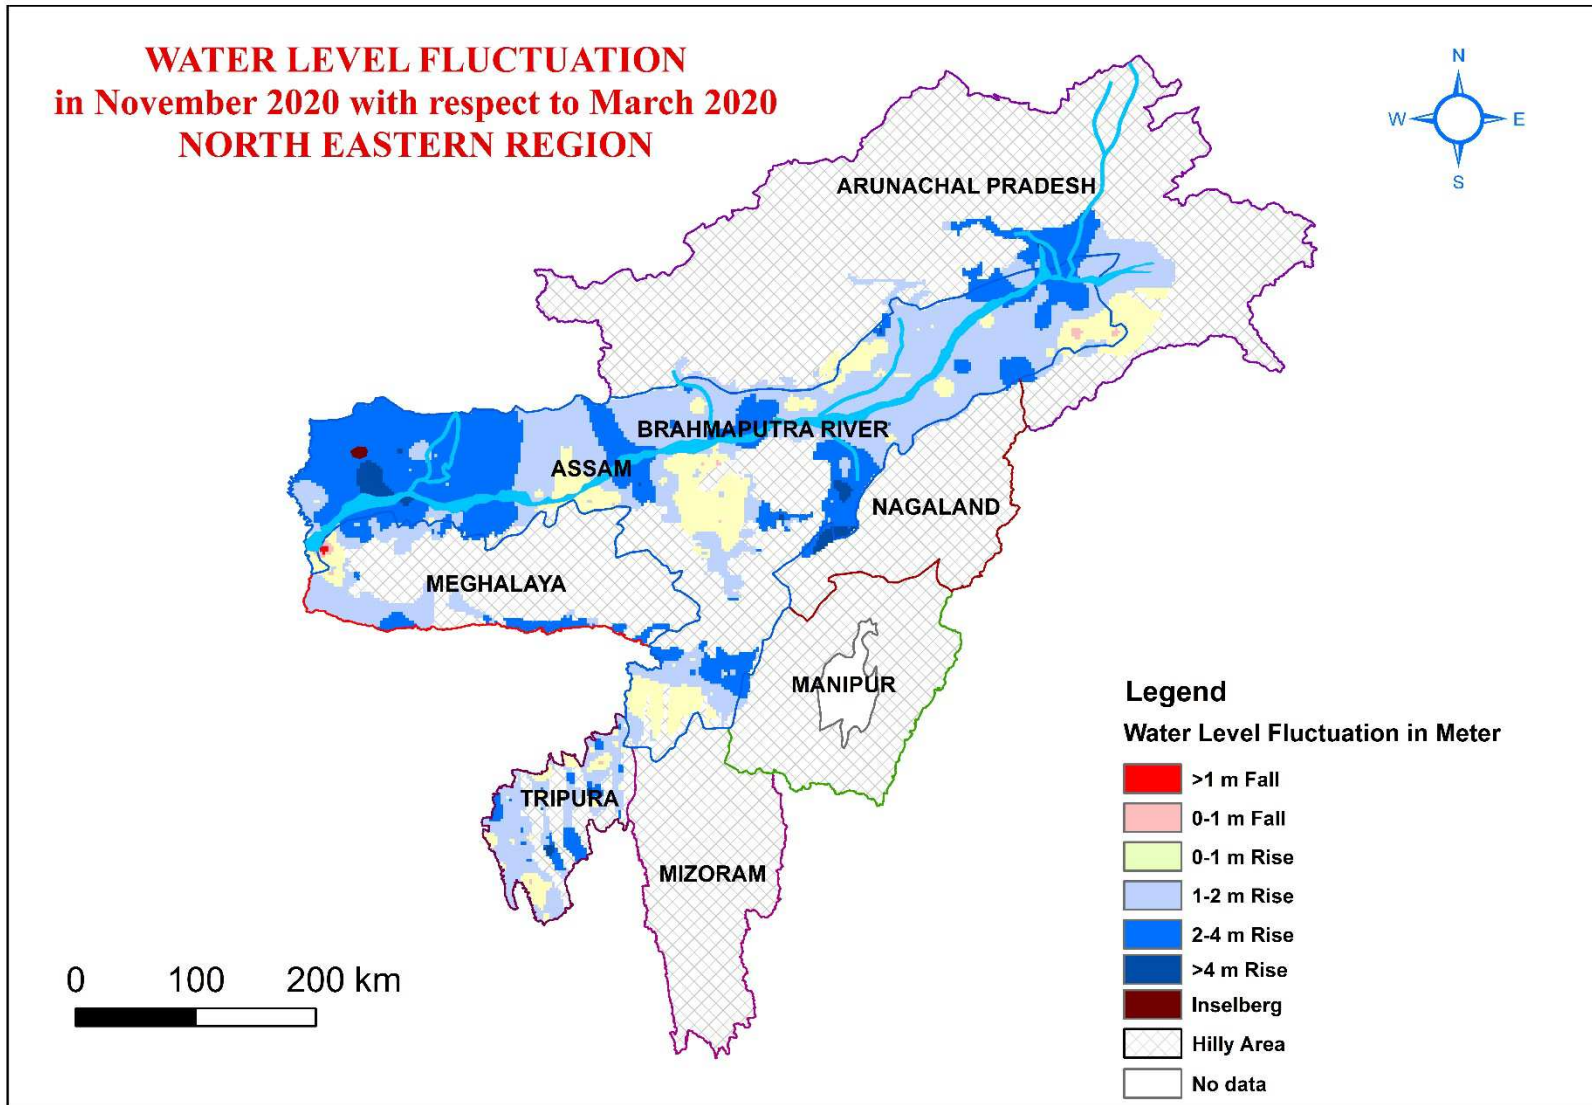 WATER LEVEL FLUCTUATION
in November 2020 with respect to March 2020
NORTH EASTERN REGION
N
W
E
S
ARUNACHAL PRADESH
BRAHMAPUTRA RIVER
ASSAM
NAGALAND
MEGHALAYA
MANIPUR
TRIPURA
MIZORAM
0 100 200 km
Legend
Water Level Fluctuation in Meter
>1 m Fall
0-1 m Fall
0-1 m Rise
1-2 m Rise
2-4 m Rise
>4 m Rise
Inselberg
Hilly Area
No data